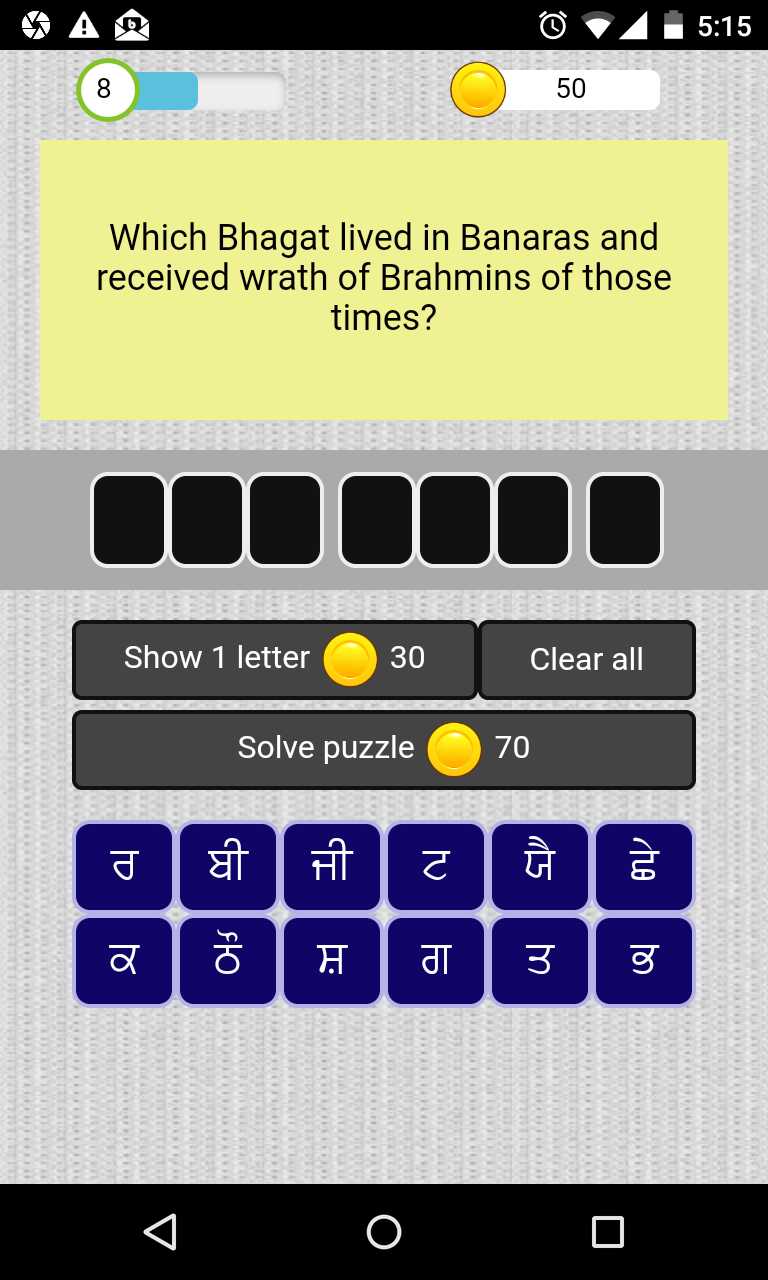 5:15
8
50
Which Bhagat lived in Banaras and
received wrath of Brahmins of those
times?
Show 1 letter 30
Clear all
Solve puzzle 70
ਰ ਬੀ ਜੀ ਟ ਯੈ ਛੇ
ਕ ਠੌ ਸ਼ ਗ ਤ ਭ